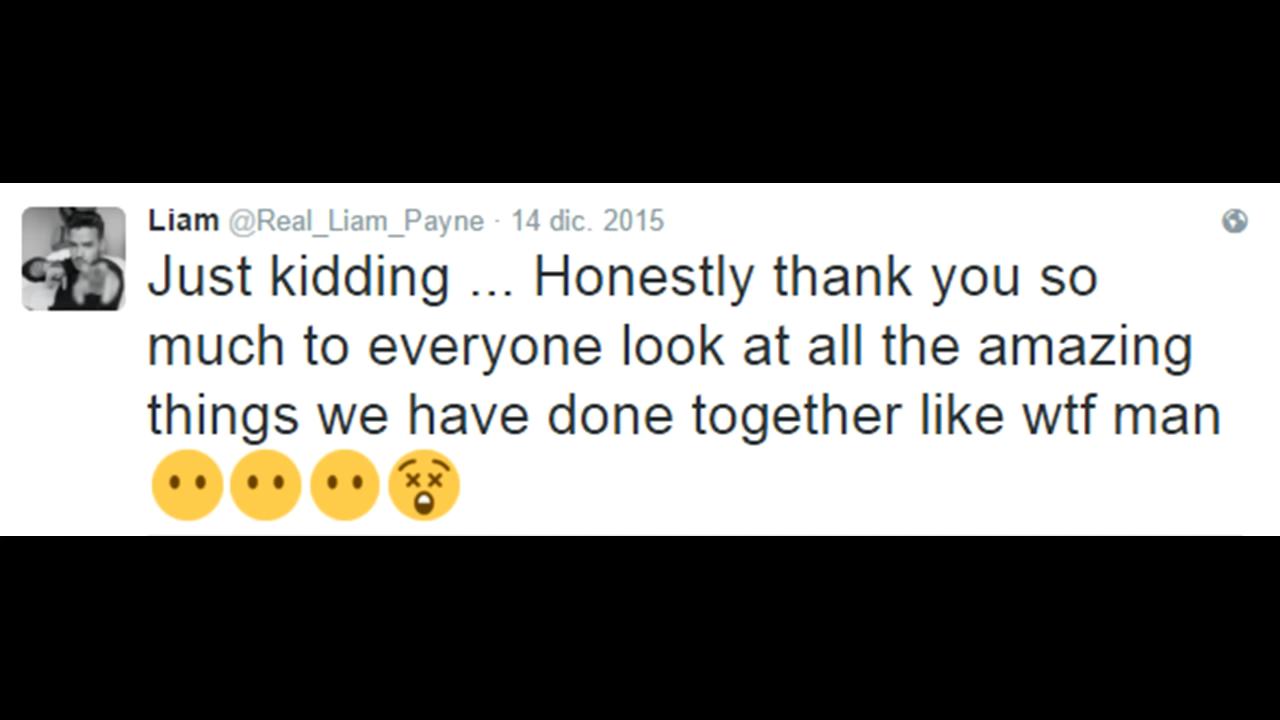 Liam @Real_Liam_Payne · 14 dic. 2015
Just kidding ... Honestly thank you so
much to everyone look at all the amazing
things we have done together like wtf man
😶😶😶😲